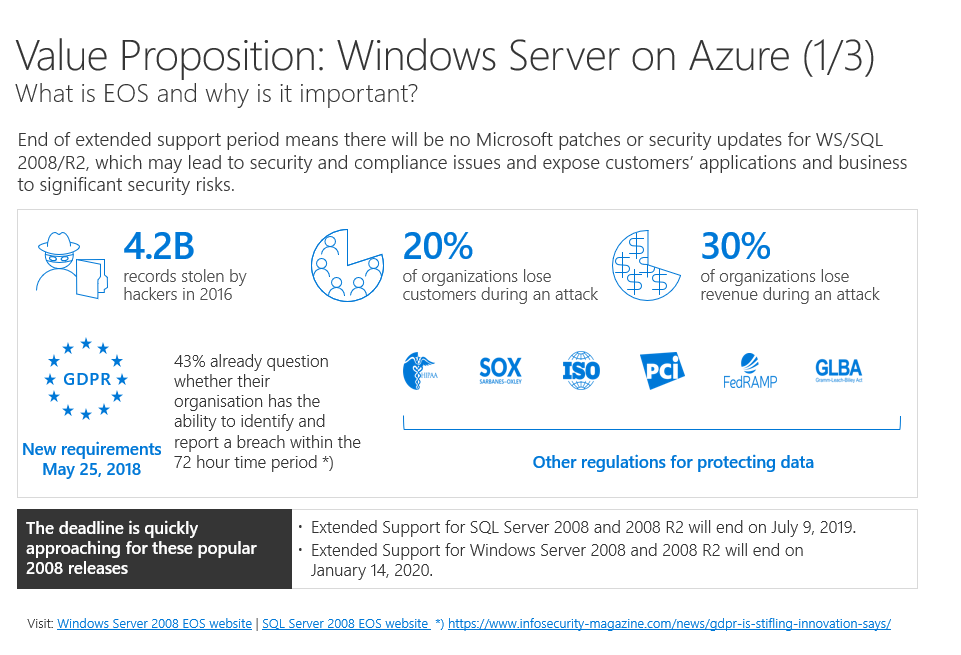 Value Proposition: Windows Server on Azure (1/3)
What is EOS and why is it important?
End of extended support period means there will be no Microsoft patches or security updates for WS/SQL
2008/R2, which may lead to security and compliance issues and expose customers’ applications and business
to significant security risks.
4.2B
records stolen by
hackers in 2016
20%
of organizations lose
customers during an attack
30%
of organizations lose
revenue during an attack
GDPR
New requirements
May 25, 2018
43% already question
whether their
organisation has the
ability to identify and
report a breach within the
72 hour time period *)
HIPAA
SOX
SARBANES-OXLEY
ISO
PCi
FedRAMP
GLBA
Gramm-Leach-Bliley Act
Other regulations for protecting data
The deadline is quickly
approaching for these popular
2008 releases
· Extended Support for SQL Server 2008 and 2008 R2 will end on July 9, 2019.
· Extended Support for Windows Server 2008 and 2008 R2 will end on
January 14, 2020.
Visit: Windows Server 2008 EOS website | SQL Server 2008 EOS website *) https://www.infosecurity-magazine.com/news/gdpr-is-stifling-innovation-says/